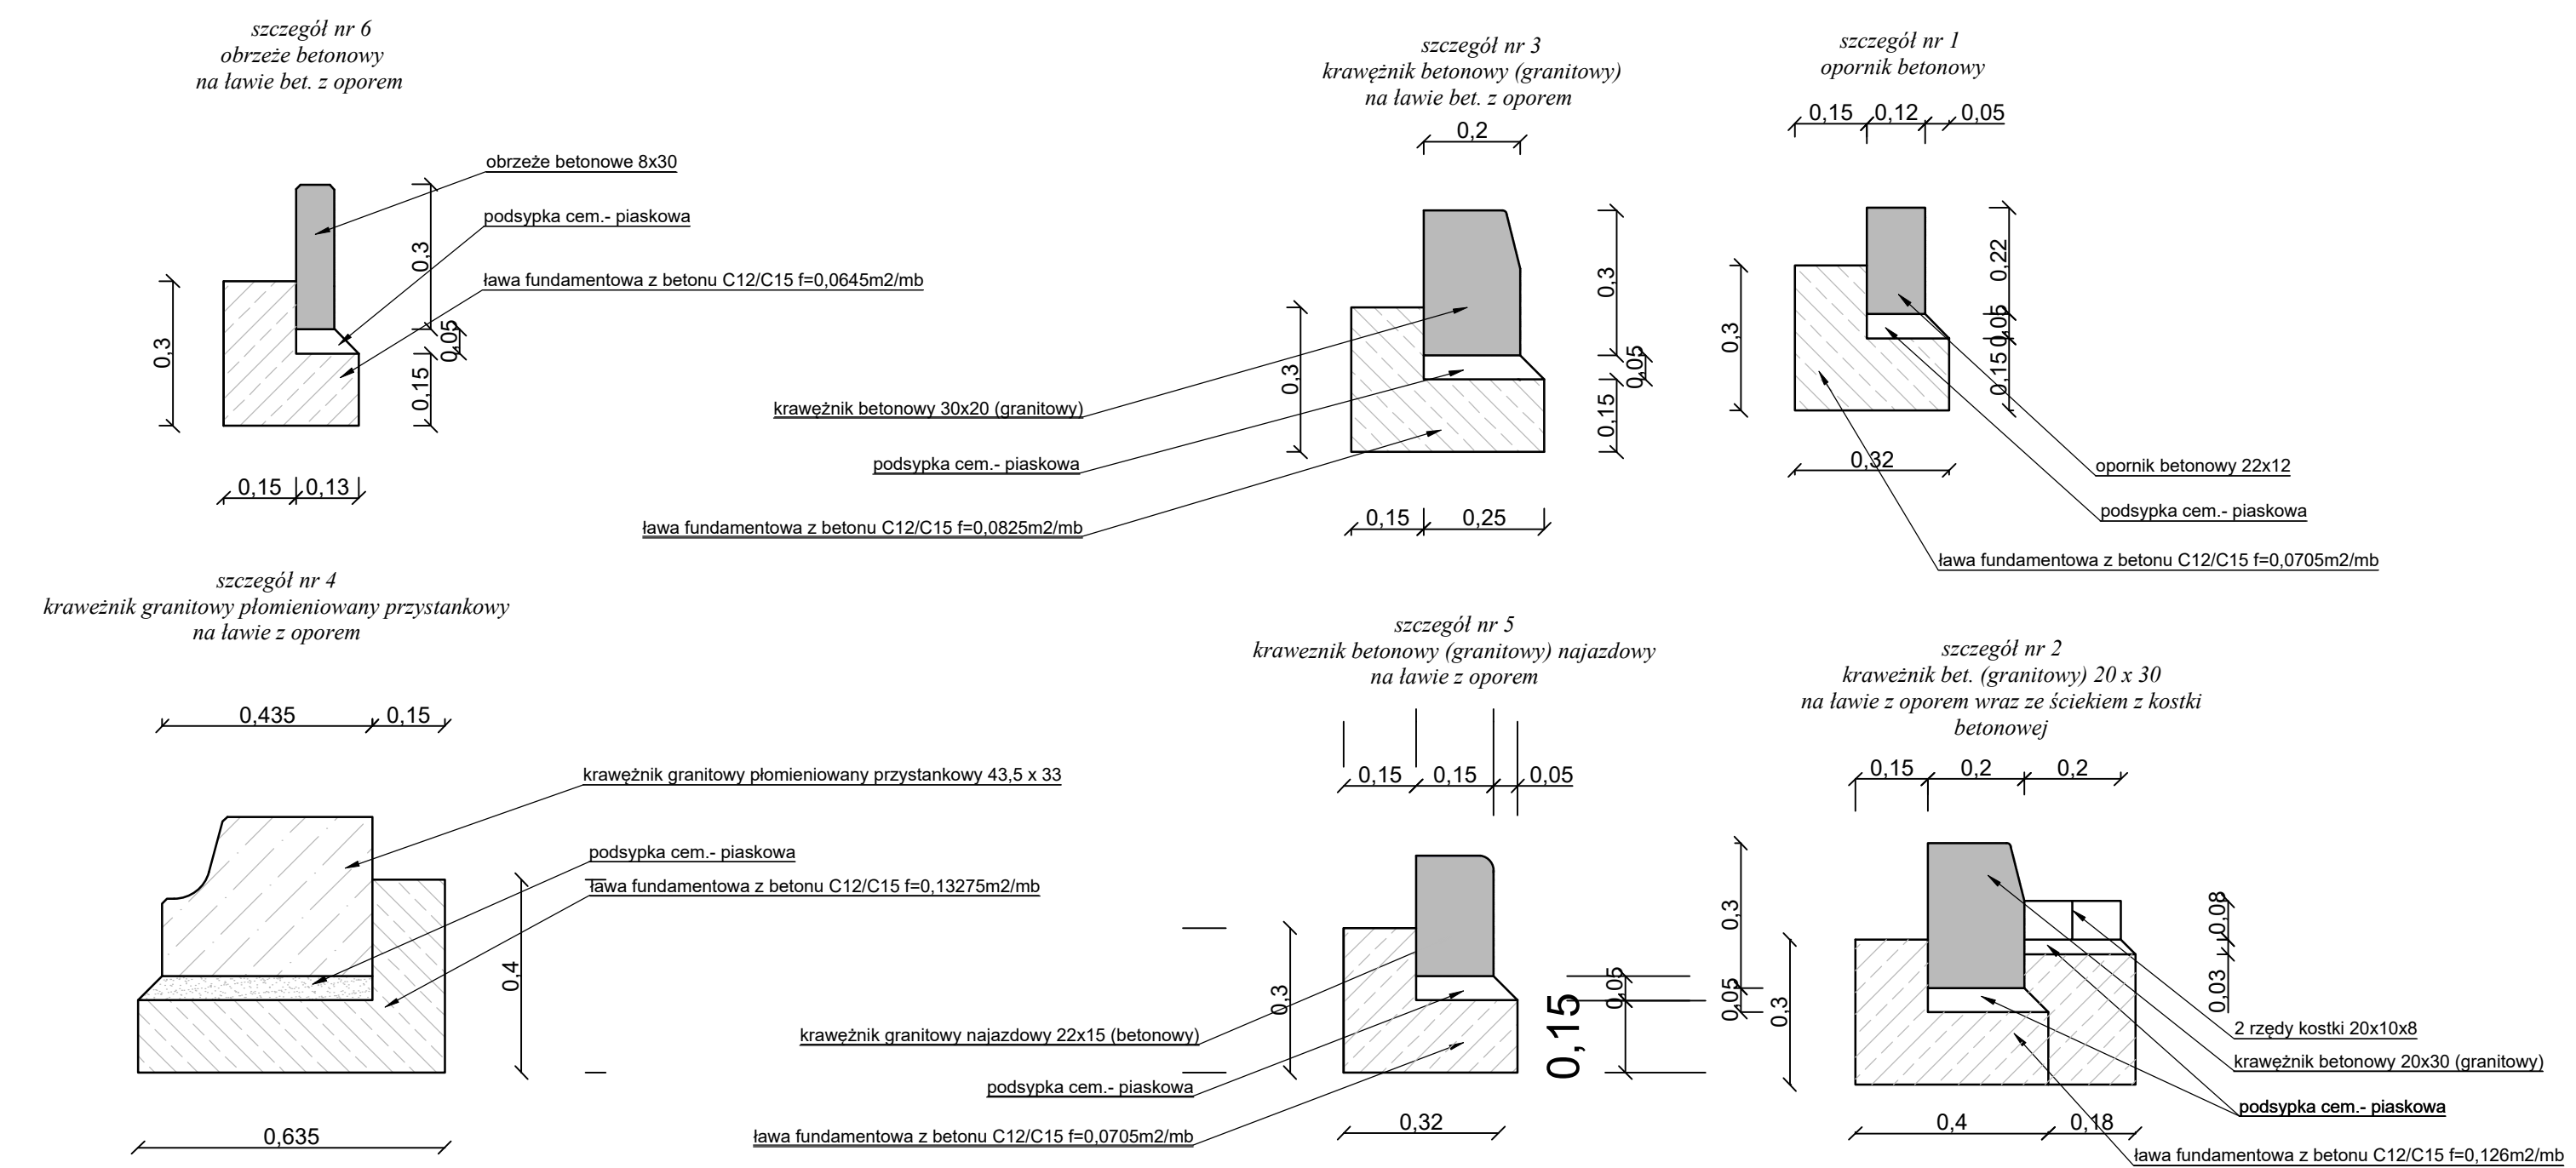 szczegół nr 6
obrzeże betonowy
na ławie bet. z oporem
obrzeże betonowe 8x30
podsypka cem.- piaskowa
ława fundamentowa z betonu C12/C15 f=0,0645m2/mb
0,3
0,3
0,05
0,15
0,15
0,13
szczegół nr 3
krawężnik betonowy (granitowy)
na ławie bet. z oporem
0,2
0,3
0,3
0,05
0,15
krawężnik betonowy 30x20 (granitowy)
podsypka cem.- piaskowa
ława fundamentowa z betonu C12/C15 f=0,0825m2/mb
0,15
0,25
szczegół nr 1
opornik betonowy
0,15
0,12
0,05
0,3
0,22
0,05
0,15
0,32
opornik betonowy 22x12
podsypka cem.- piaskowa
ława fundamentowa z betonu C12/C15 f=0,0705m2/mb
szczegół nr 4
kraweżnik granitowy płomieniowany przystankowy
na ławie z oporem
0,435
0,15
krawężnik granitowy płomieniowany przystankowy 43,5 x 33
podsypka cem.- piaskowa
ława fundamentowa z betonu C12/C15 f=0,13275m2/mb
0,4
0,635
szczegół nr 5
kraweznik betonowy (granitowy) najazdowy
na ławie z oporem
0,15
0,15
0,05
0,3
0,05
0,15
krawężnik granitowy najazdowy 22x15 (betonowy)
podsypka cem.- piaskowa
ława fundamentowa z betonu C12/C15 f=0,0705m2/mb
0,32
szczegół nr 2
kraweżnik bet. (granitowy) 20 x 30
na ławie z oporem wraz ze ściekiem z kostki
betonowej
0,15
0,2
0,2
0,3
0,05
0,3
0,08
0,03
2 rzędy kostki 20x10x8
krawężnik betonowy 20x30 (granitowy)
podsypka cem.- piaskowa
0,4
0,18
ława fundamentowa z betonu C12/C15 f=0,126m2/mb